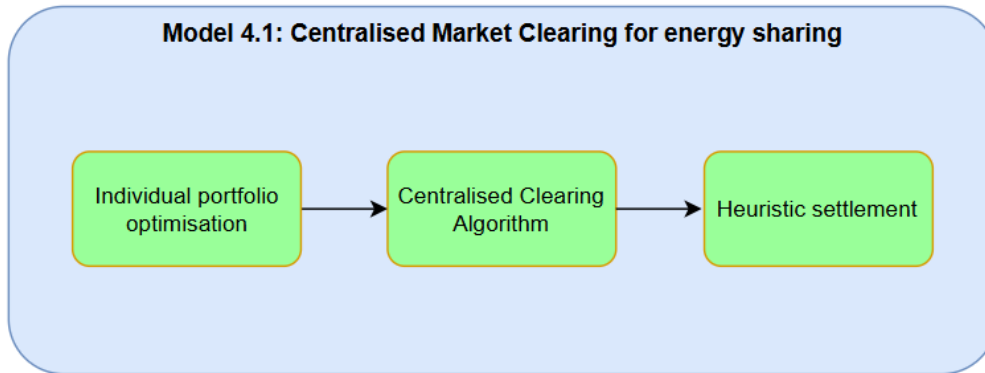 Model 4.1: Centralised Market Clearing for energy sharing
Individual portfolio
optimisation
Centralised Clearing
Algorithm
Heuristic settlement